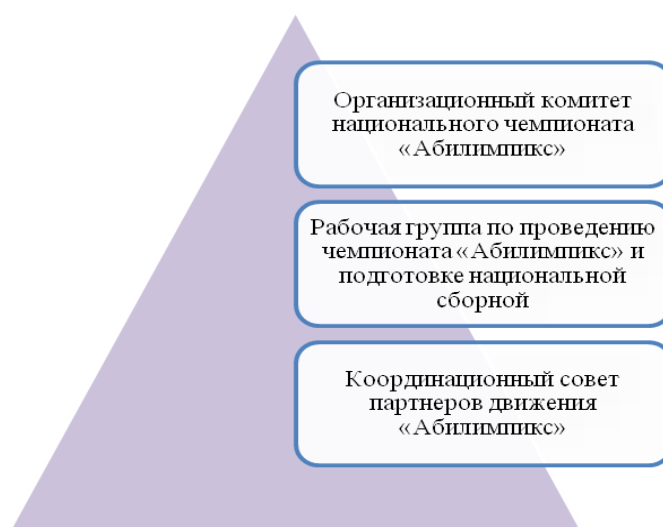 Организационный комитет
национального чемпионата
«Абилимпикс»
Рабочая группа по проведению
чемпионата «Абилимпикс» и
подготовке национальной
сборной
Координационный совет
партнеров движения
«Абилимпикс»